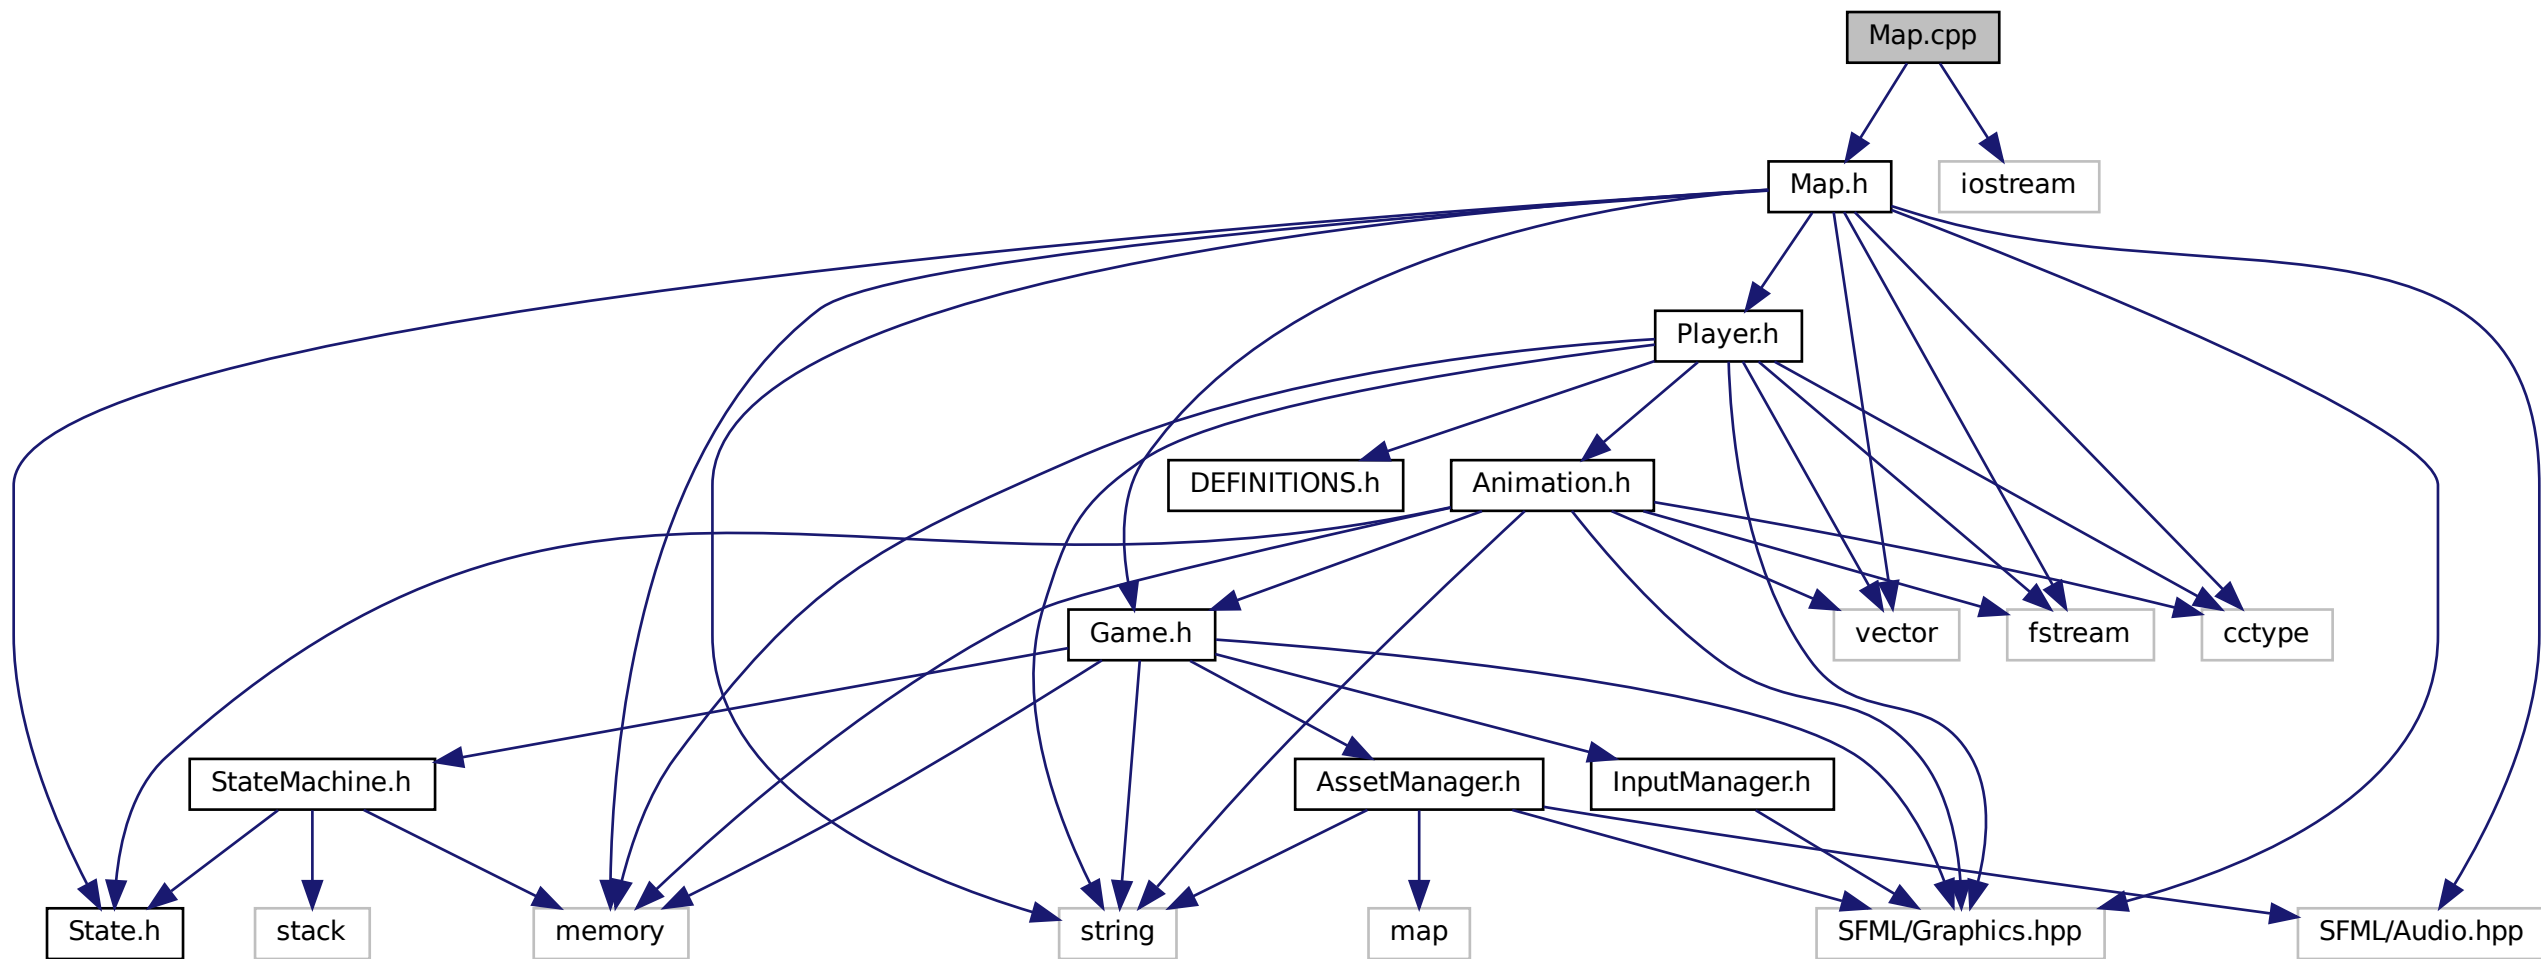 Map.cpp
Map.h
iostream
Player.h
DEFINITIONS.h
Animation.h
Game.h
vector
fstream
cctype
StateMachine.h
AssetManager.h
InputManager.h
State.h
stack
memory
string
map
SFML/Graphics.hpp
SFML/Audio.hpp